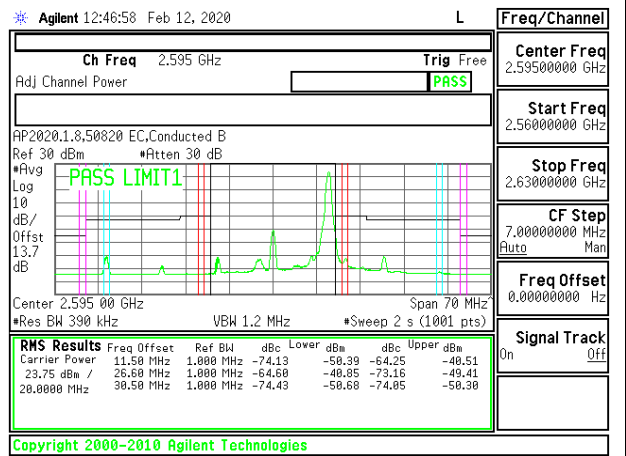 Agilent 12:46:58 Feb 12, 2020 L
Freq/Channel
Ch Freq 2.595 GHz Trig Free
Adj Channel Power PASS
AP2020.1.8,50820 EC,Conducted B
Ref 30 dBm #Atten 30 dB
#Avg
Log
10
dB/
Offst
13.7
dB
PASS LIMIT1
Center 2.595 00 GHz Span 70 MHz^
#Res BW 390 kHz VBW 1.2 MHz #Sweep 2 s (1001 pts)
RMS Results Freq Offset Ref BW dBc Lower dBm dBc Upper dBm
Carrier Power 11.50 MHz 1.000 MHz -74.13 -50.39 -64.25 -40.51
23.75 dBm / 26.60 MHz 1.000 MHz -64.60 -40.85 -73.16 -49.41
20.0000 MHz 30.50 MHz 1.000 MHz -74.43 -50.68 -74.05 -50.30
Copyright 2000-2010 Agilent Technologies
Center Freq
2.59500000 GHz
Start Freq
2.56000000 GHz
Stop Freq
2.63000000 GHz
CF Step
7.00000000 MHz
Auto Man
Freq Offset
0.00000000 Hz
Signal Track
On Off